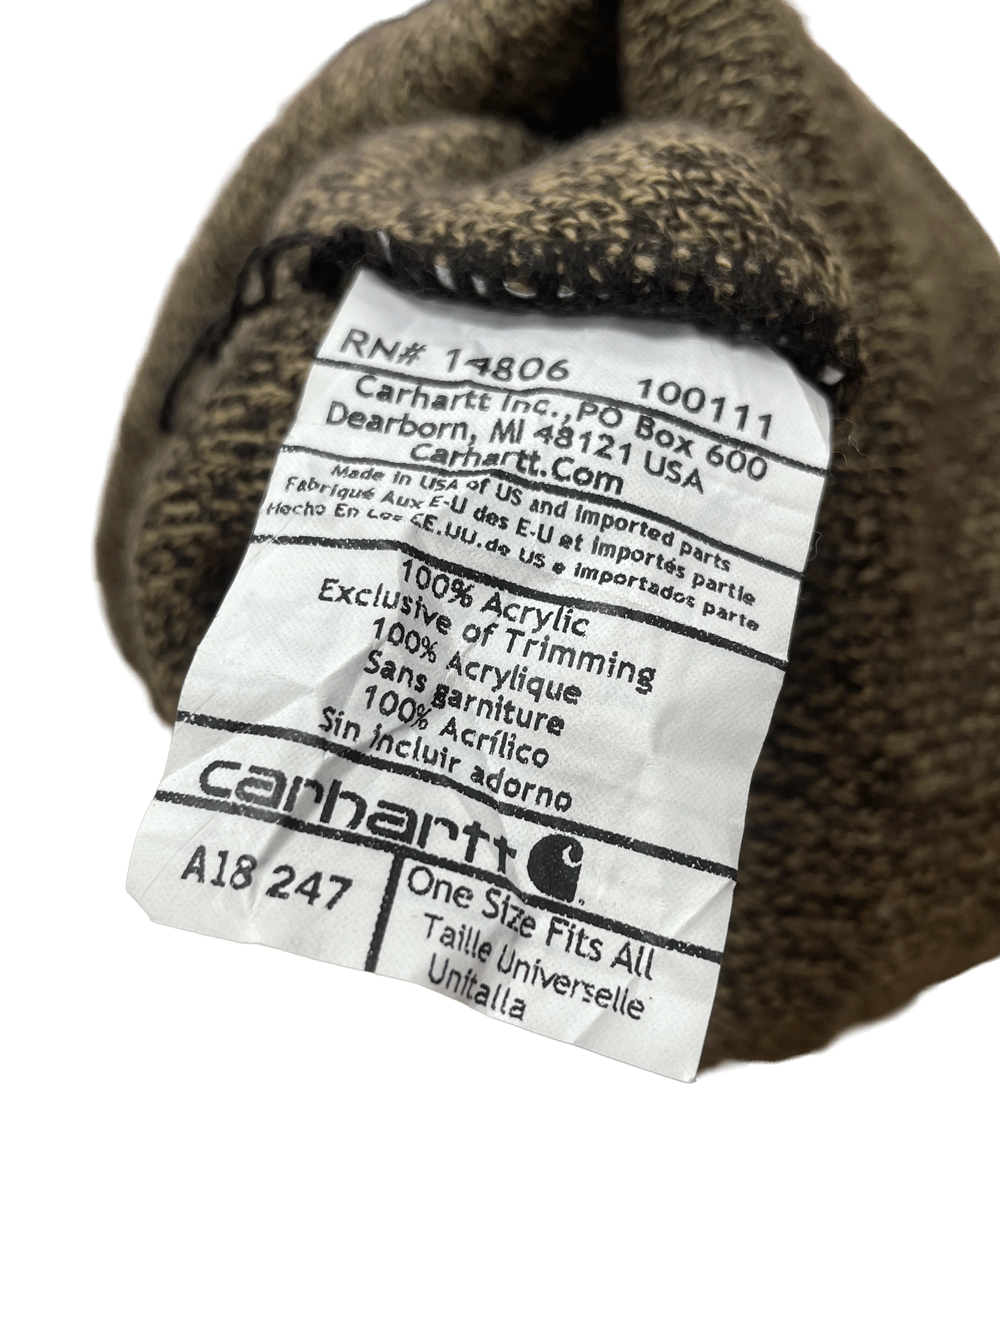 RN# 14806 100111
Carhartt Inc., PO Box 600
Dearborn, MI 48121 USA
Carhartt.Com
Made in USA of US and Imported parts
Fabriqué Aux E-U des E-U et Importés partie
Hecho En Los EE.UU. de US e Importados parte
100% Acrylic
Exclusive of Trimming
100% Acrylique
Sans garniture
100% Acrílico
Sin incluir adorno
carhartt
A18 247
One Size Fits All
Taille Universelle
Unitalla